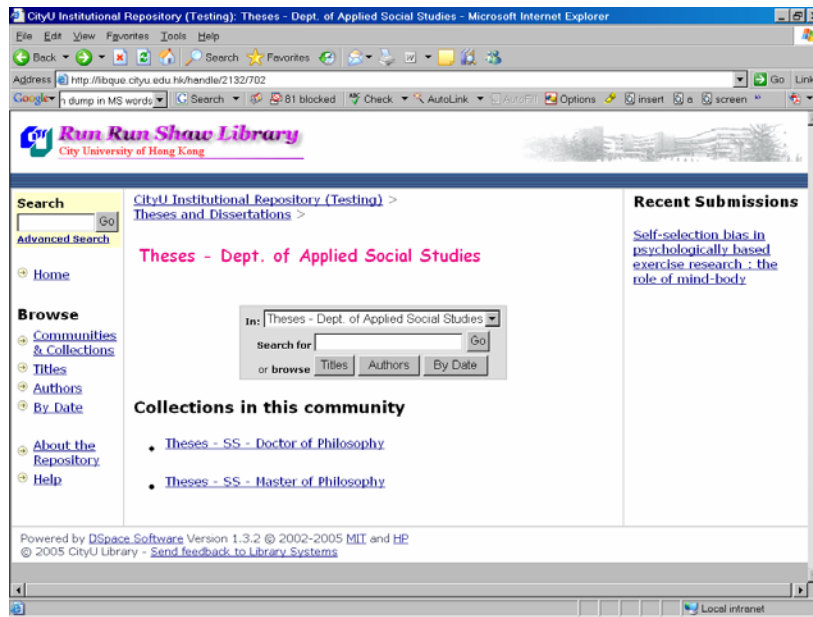 CityU Institutional Repository (Testing): Theses - Dept. of Applied Social Studies - Microsoft Internet Explorer
File Edit View Favorites Tools Help
Back Search Favorites
Address http://libque.cityu.edu.hk/handle/2132/702 Go Link
Google dump in MS words Search 81 blocked Check AutoLink AutoFill Options insert a screen
Run Run Shaw Library
City University of Hong Kong
Search
Go
Advanced Search
Home
Browse
Communities
& Collections
Titles
Authors
By Date
About the
Repository
Help
CityU Institutional Repository (Testing) >
Theses and Dissertations >
Theses - Dept. of Applied Social Studies
In: Theses - Dept. of Applied Social Studies
Search for Go
or browse Titles Authors By Date
Collections in this community
Theses - SS - Doctor of Philosophy
Theses - SS - Master of Philosophy
Recent Submissions
Self-selection bias in
psychologically based
exercise research : the
role of mind-body
Powered by DSpace Software Version 1.3.2 © 2002-2005 MIT and HP
© 2005 CityU Library - Send feedback to Library Systems
Local intranet